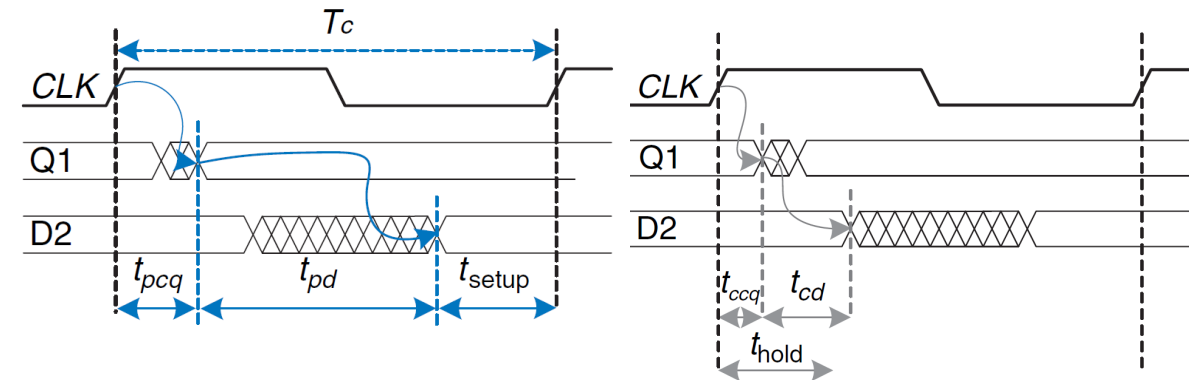 Tc
CLK
Q1
D2
tpcq
tpd
tsetup
CLK
Q1
D2
tccq
tcd
thold